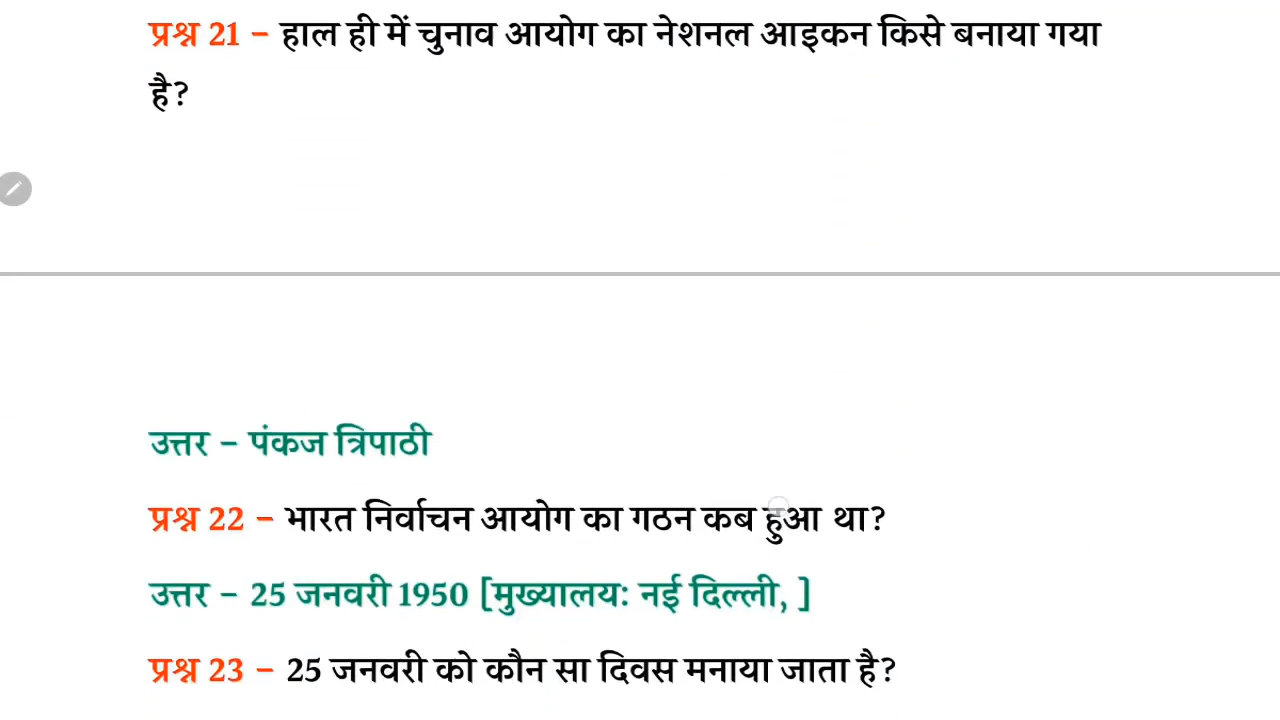 प्रश्न 21 – हाल ही में चुनाव आयोग का नेशनल आइकन किसे बनाया गया
है?
उत्तर – पंकज त्रिपाठी
प्रश्न 22 – भारत निर्वाचन आयोग का गठन कब हुआ था?
उत्तर – 25 जनवरी 1950 [मुख्यालय: नई दिल्ली, ]
प्रश्न 23 – 25 जनवरी को कौन सा दिवस मनाया जाता है?